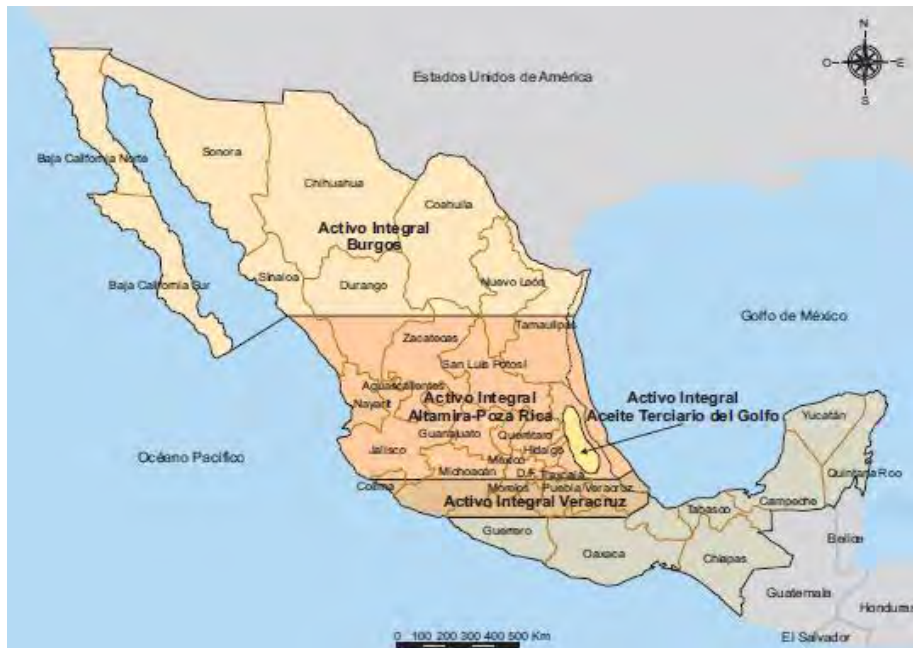 N
O E
S
Estados Unidos de América
Baja California Norte
Sonora
Chihuahua
Coahuila
Activo Integral
Burgos
Sinaloa
Durango
Nuevo León
Baja California Sur
Golfo de México
Tamaulipas
Zacatecas
San Luis Potosí
Aguascalientes
Nayarit
Activo Integral
Altamira-Poza Rica
Activo Integral
Aceite Terciario del Golfo
Yucatán
Guanajuato
Querétaro
Hidalgo
Jalisco
Océano Pacífico
México
Michoacán
D.F.
Tlaxcala
Quintana Roo
Colima
Morelos
Puebla
Veracruz
Campeche
Activo Integral Veracruz
Tabasco
Guerrero
Oaxaca
Chiapas
Belice
Guatemala
Honduras
El Salvador
0 100 200 300 400 500 Km